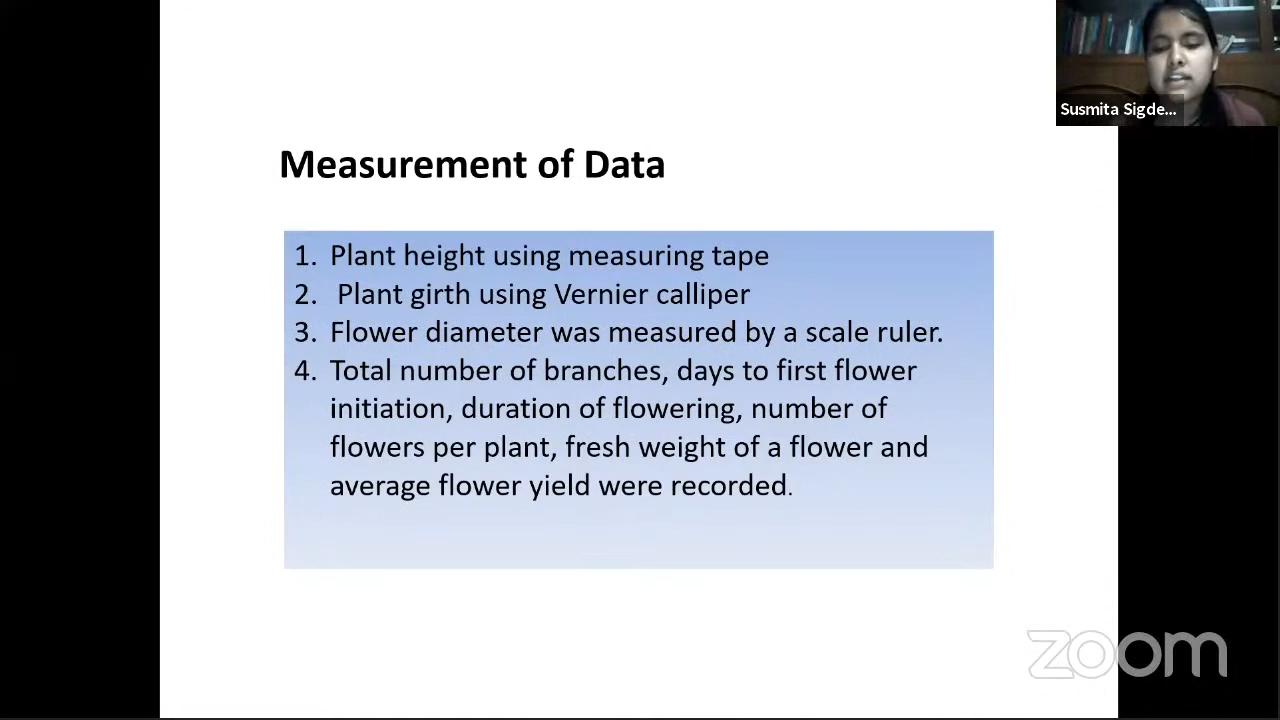 Susmita Sigde...
Measurement of Data
1. Plant height using measuring tape
2. Plant girth using Vernier calliper
3. Flower diameter was measured by a scale ruler.
4. Total number of branches, days to first flower
initiation, duration of flowering, number of
flowers per plant, fresh weight of a flower and
average flower yield were recorded.
zoom